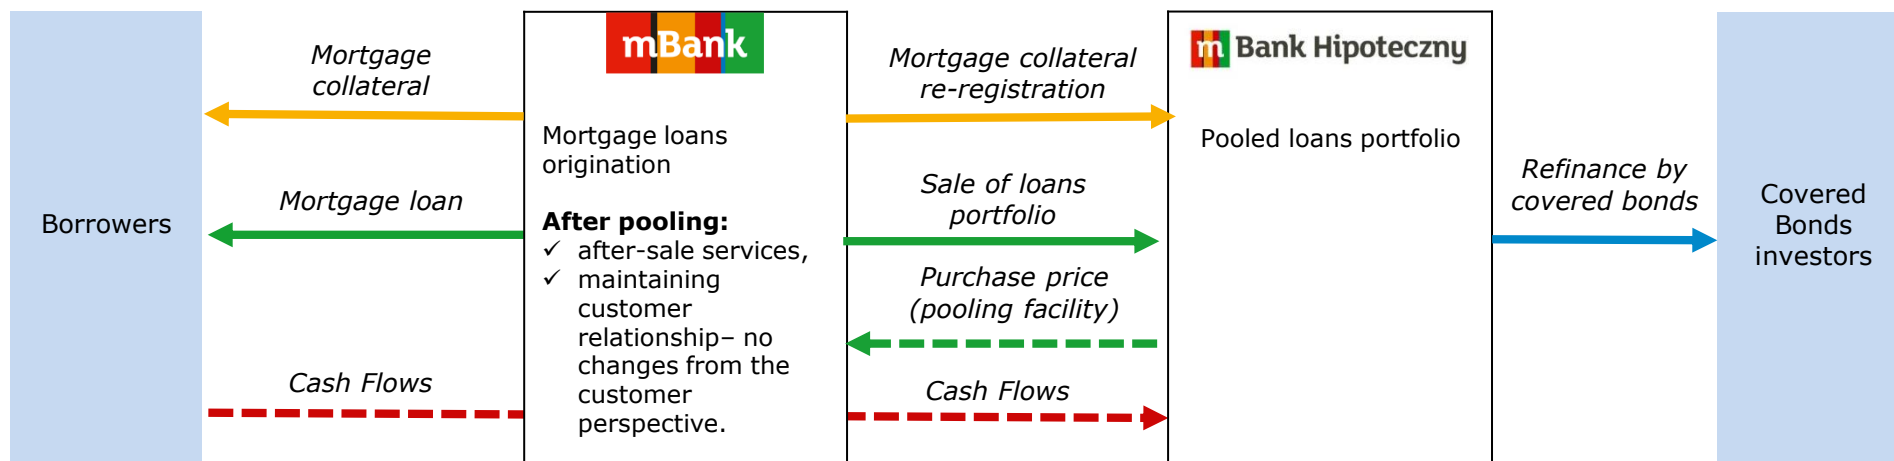 Borrowers
Mortgage
collateral
Mortgage loan
Cash Flows
mBank
Mortgage loans
origination
After pooling:
✓ after-sale services,
✓ maintaining
customer
relationship– no
changes from the
customer
perspective.
Mortgage collateral
re-registration
Sale of loans
portfolio
Purchase price
(pooling facility)
Cash Flows
m Bank Hipoteczny
Pooled loans portfolio
Refinance by
covered bonds
Covered
Bonds
investors